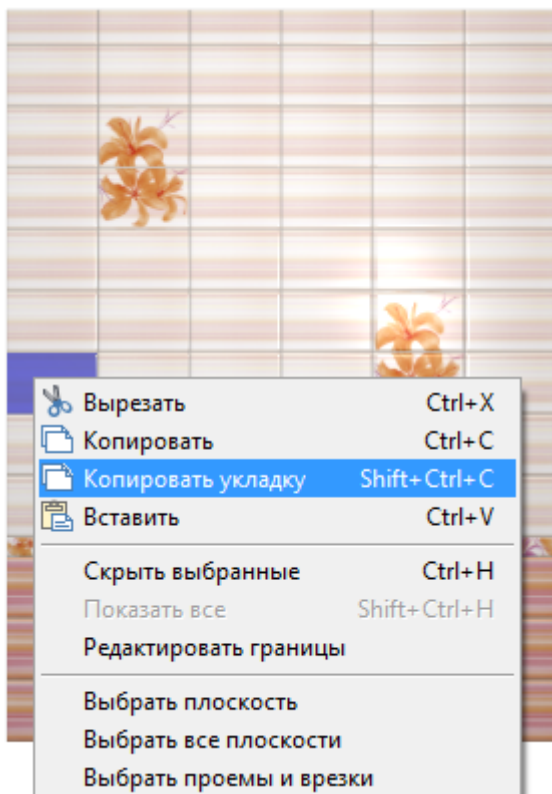 Вырезать Ctrl+X
Копировать Ctrl+C
Копировать укладку Shift+Ctrl+C
Вставить Ctrl+V
Скрыть выбранные Ctrl+H
Показать все Shift+Ctrl+H
Редактировать границы
Выбрать плоскость
Выбрать все плоскости
Выбрать проемы и врезки